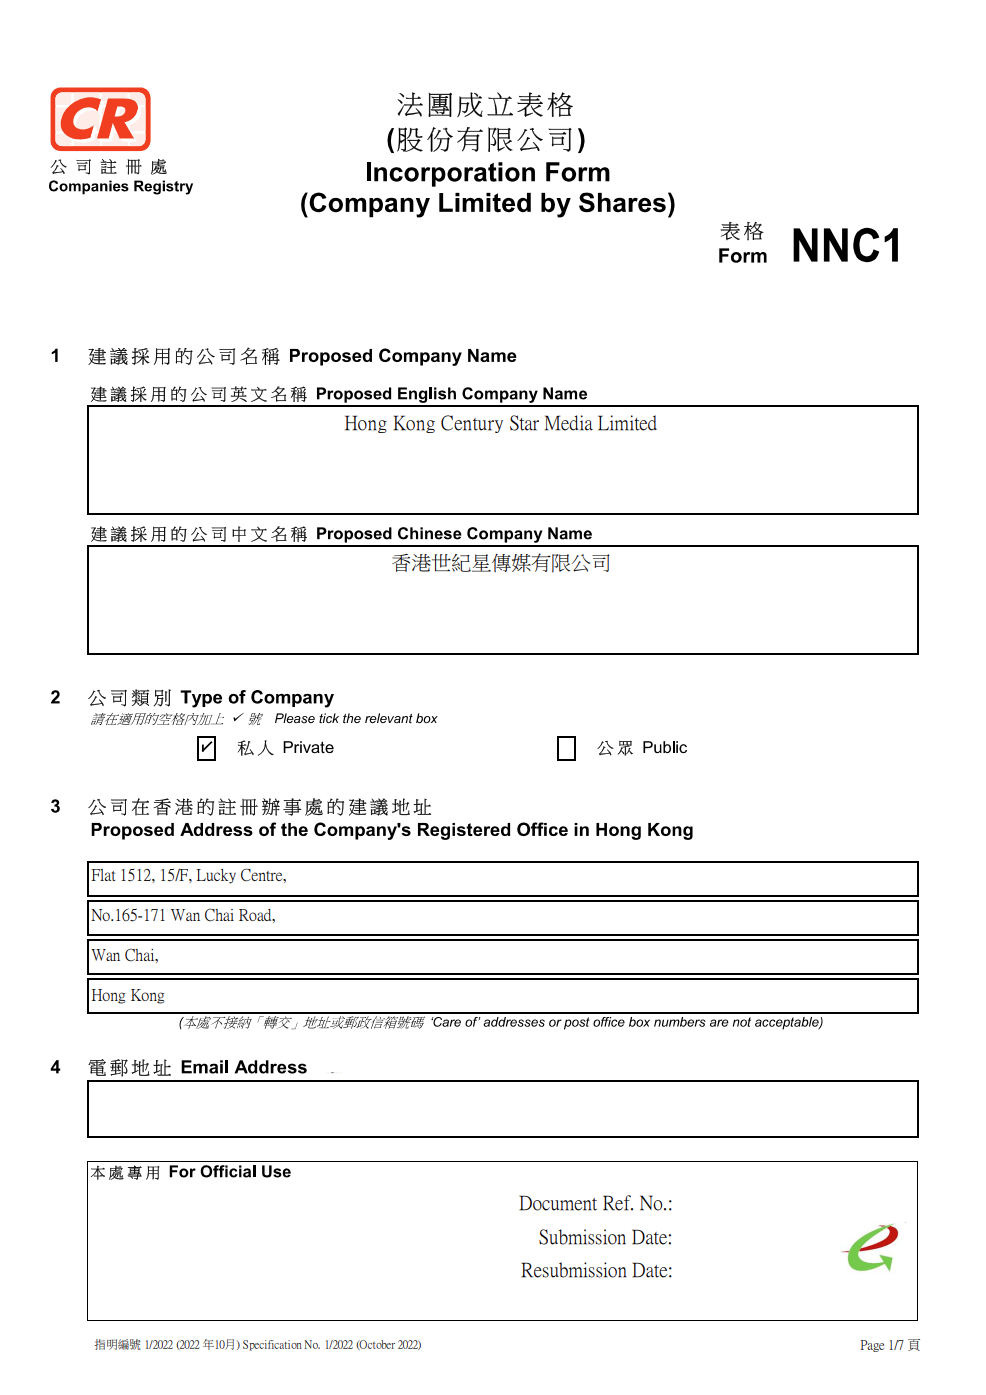 CR
公司註冊處
Companies Registry
法團成立表格
(股份有限公司)
Incorporation Form
(Company Limited by Shares)
表格
Form NNC1
1 建議採用的公司名稱 Proposed Company Name
建議採用的公司英文名稱 Proposed English Company Name
Hong Kong Century Star Media Limited
建議採用的公司中文名稱 Proposed Chinese Company Name
香港世紀星傳媒有限公司
2 公司類別 Type of Company
請在適用的空格內加上 ✓ 號 Please tick the relevant box
✓ 私人 Private 公眾 Public
3 公司在香港的註冊辦事處的建議地址
Proposed Address of the Company's Registered Office in Hong Kong
Flat 1512, 15/F, Lucky Centre,
No.165-171 Wan Chai Road,
Wan Chai,
Hong Kong
(本處不接納「轉交」地址或郵政信箱號碼 ‘Care of’ addresses or post office box numbers are not acceptable)
4 電郵地址 Email Address
本處專用 For Official Use
Document Ref. No.:
Submission Date:
Resubmission Date:
指明編號 1/2022 (2022 年10月) Specification No. 1/2022 (October 2022)
Page 1/7 頁